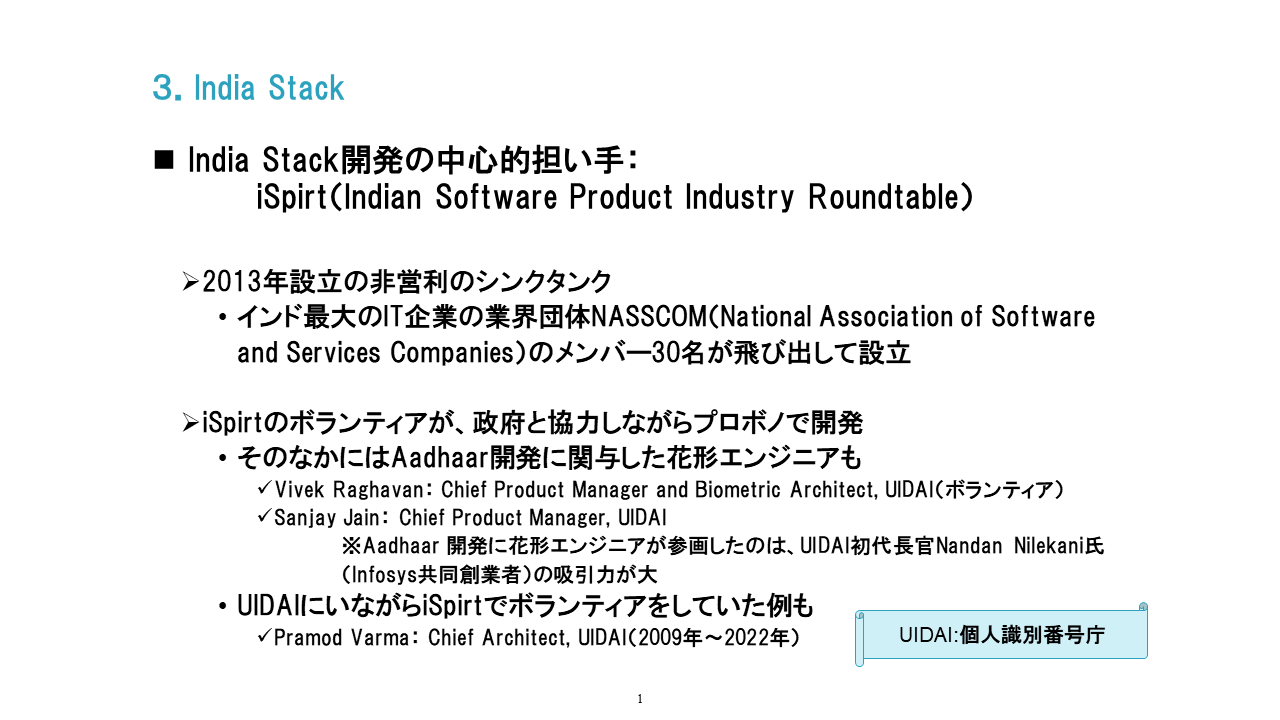 ３．India Stack
■ India Stack開発の中心的担い手：
iSpirt（Indian Software Product Industry Roundtable）
➢2013年設立の非営利のシンクタンク
• インド最大のIT企業の業界団体NASSCOM（National Association of Software
and Services Companies）のメンバー30名が飛び出して設立
➢iSpirtのボランティアが、政府と協力しながらプロボノで開発
• そのなかにはAadhaar開発に関与した花形エンジニアも
✓Vivek Raghavan： Chief Product Manager and Biometric Architect, UIDAI（ボランティア）
✓Sanjay Jain： Chief Product Manager, UIDAI
※Aadhaar 開発に花形エンジニアが参画したのは、UIDAI初代長官Nandan Nilekani氏
（Infosys共同創業者）の吸引力が大
• UIDAIにいながらiSpirtでボランティアをしていた例も
✓Pramod Varma： Chief Architect, UIDAI（2009年～2022年）
UIDAI:個人識別番号庁
1